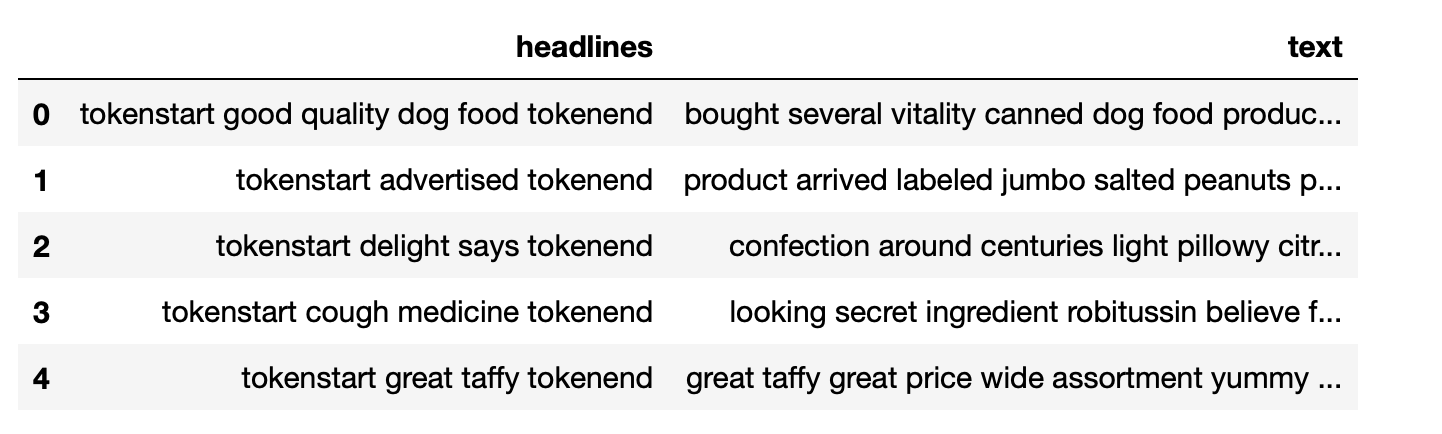 headlines text
0 tokenstart good quality dog food tokenend bought several vitality canned dog food produc...
1 tokenstart advertised tokenend product arrived labeled jumbo salted peanuts p...
2 tokenstart delight says tokenend confection around centuries light pillowy citr...
3 tokenstart cough medicine tokenend looking secret ingredient robitussin believe f...
4 tokenstart great taffy tokenend great taffy great price wide assortment yummy ...